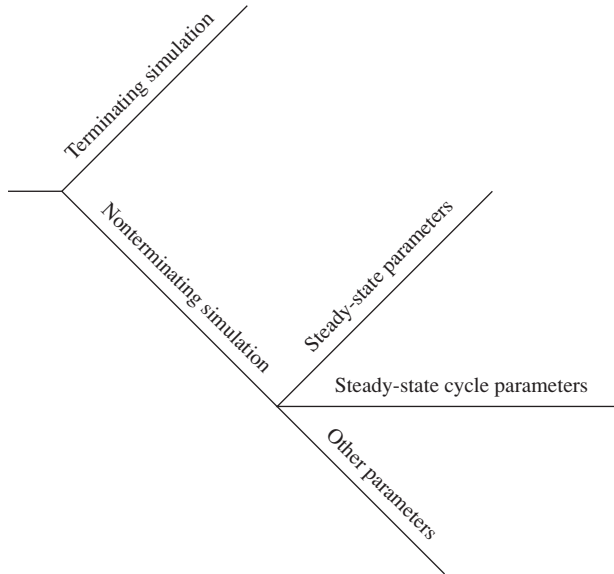 Terminating simulation
Nonterminating simulation
Steady-state parameters
Steady-state cycle parameters
Other parameters